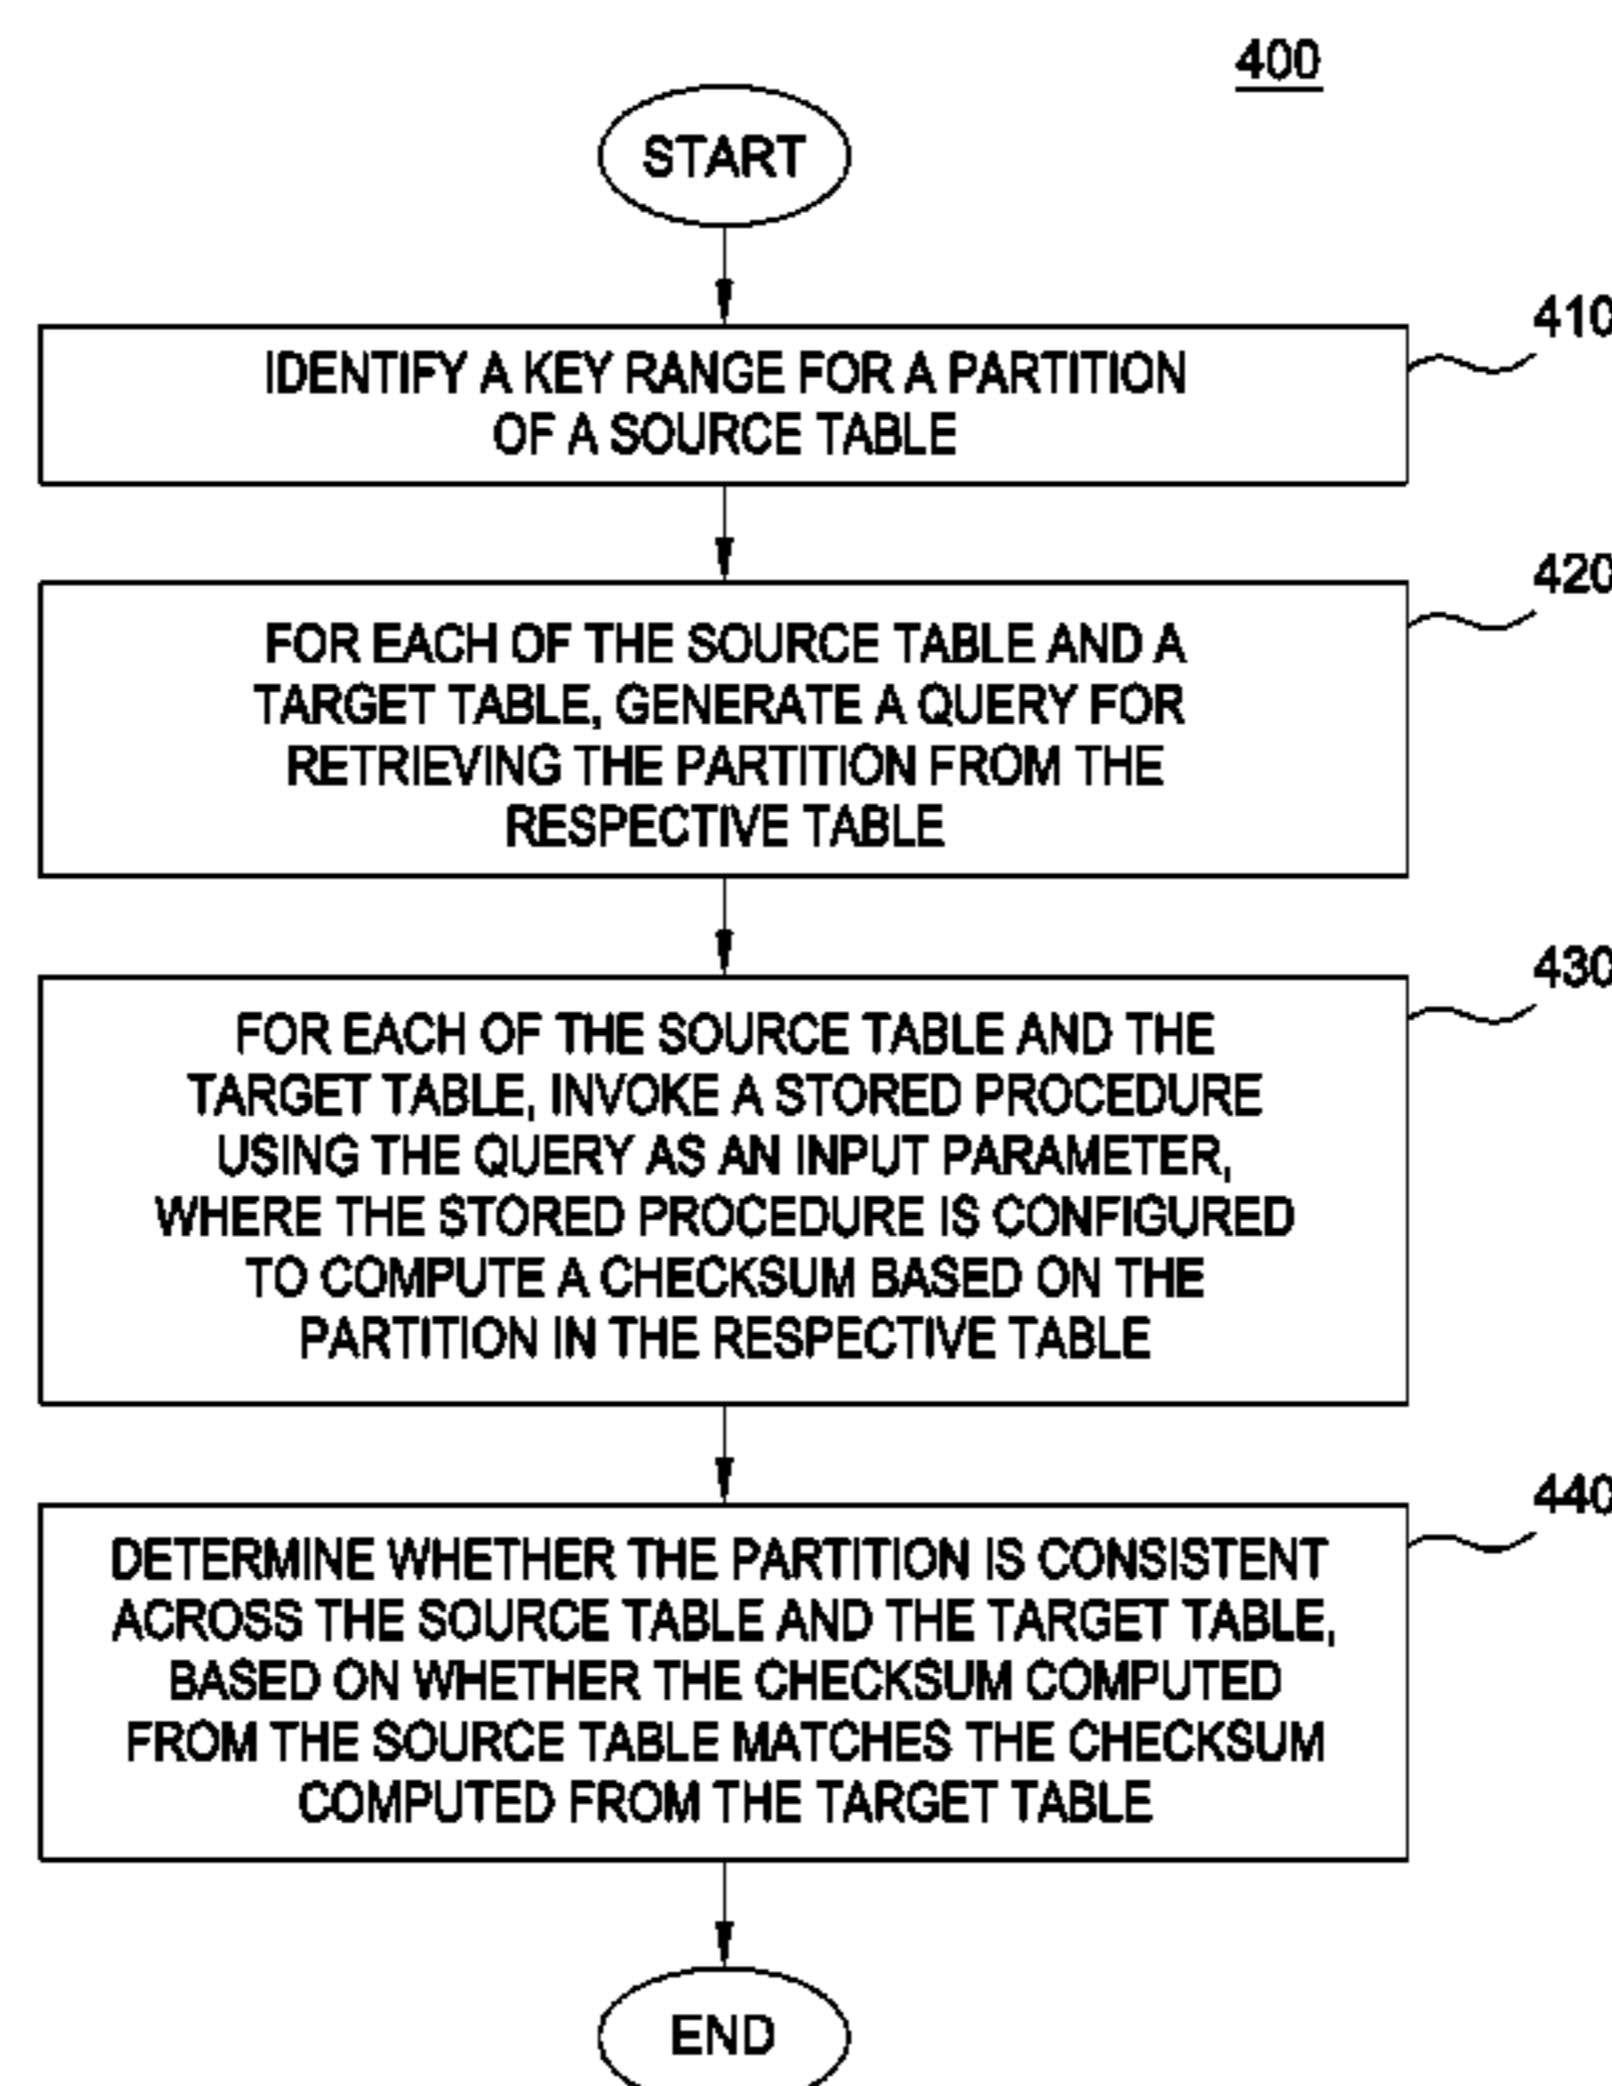 400
START
410
IDENTIFY A KEY RANGE FOR A PARTITION
OF A SOURCE TABLE
420
FOR EACH OF THE SOURCE TABLE AND A
TARGET TABLE, GENERATE A QUERY FOR
RETRIEVING THE PARTITION FROM THE
RESPECTIVE TABLE
430
FOR EACH OF THE SOURCE TABLE AND THE
TARGET TABLE, INVOKE A STORED PROCEDURE
USING THE QUERY AS AN INPUT PARAMETER,
WHERE THE STORED PROCEDURE IS CONFIGURED
TO COMPUTE A CHECKSUM BASED ON THE
PARTITION IN THE RESPECTIVE TABLE
440
DETERMINE WHETHER THE PARTITION IS CONSISTENT
ACROSS THE SOURCE TABLE AND THE TARGET TABLE,
BASED ON WHETHER THE CHECKSUM COMPUTED
FROM THE SOURCE TABLE MATCHES THE CHECKSUM
COMPUTED FROM THE TARGET TABLE
END